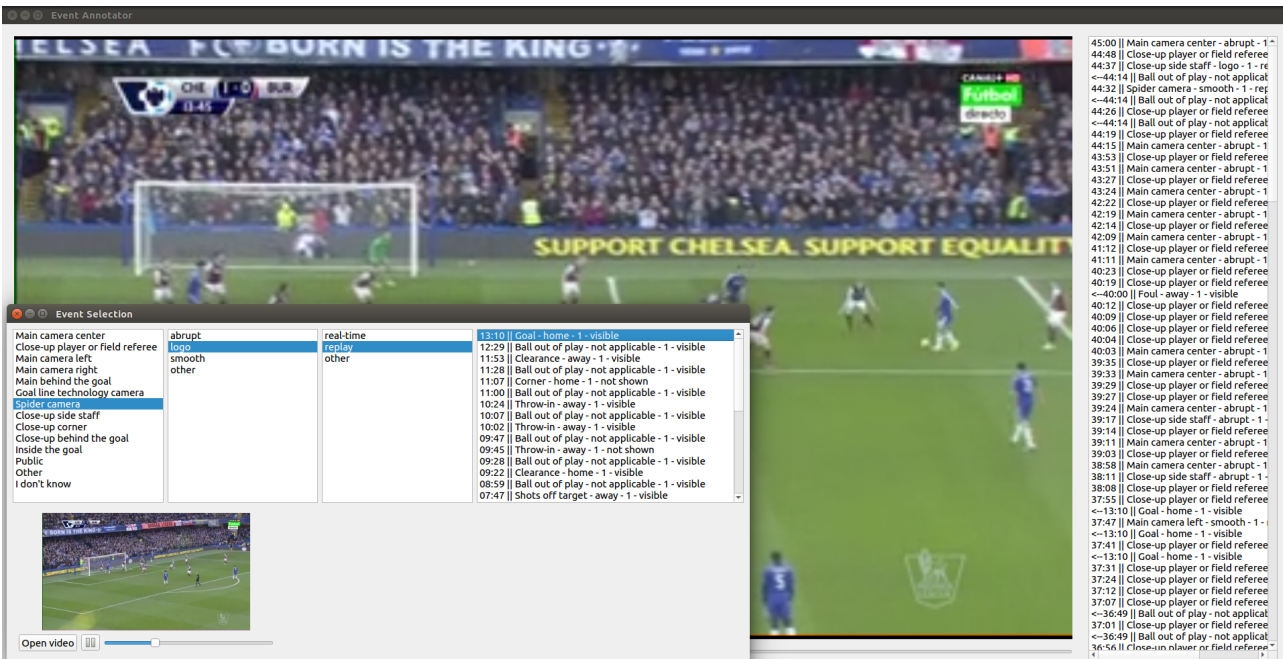 Event Annotator
ELSEA FC BORN IS THE KING
CHE 1-0 BUR
13:45
CANAL+ HD
Fútbol
directo
SUPPORT CHELSEA. SUPPORT EQUALITY
5
Event Selection
Main camera center
Close-up player or field referee
Main camera left
Main camera right
Main behind the goal
Goal line technology camera
Spider camera
Close-up side staff
Close-up corner
Close-up behind the goal
Inside the goal
Public
Other
I don't know
abrupt
logo
smooth
other
real-time
replay
other
13:10 || Goal - home - 1 - visible
12:29 || Ball out of play - not applicable - 1 - visible
11:53 || Clearance - away - 1 - visible
11:28 || Ball out of play - not applicable - 1 - visible
11:07 || Corner - home - 1 - not shown
11:00 || Ball out of play - not applicable - 1 - visible
10:24 || Throw-in - away - 1 - visible
10:07 || Ball out of play - not applicable - 1 - visible
10:02 || Throw-in - away - 1 - visible
09:47 || Ball out of play - not applicable - 1 - visible
09:45 || Throw-in - away - 1 - not shown
09:28 || Ball out of play - not applicable - 1 - visible
09:22 || Clearance - home - 1 - visible
08:59 || Ball out of play - not applicable - 1 - visible
07:47 || Shots off target - away - 1 - visible
Open video
45:00 || Main camera center - abrupt - 1
44:48 || Close-up player or field referee
44:37 || Close-up side staff - logo - 1 - re
<--44:14 || Ball out of play - not applicab
44:32 || Spider camera - smooth - 1 - rep
<--44:14 || Ball out of play - not applicab
44:26 || Close-up player or field referee
<--44:14 || Ball out of play - not applicab
44:19 || Close-up player or field referee
44:15 || Main camera center - abrupt - 1
43:53 || Close-up player or field referee
43:51 || Main camera center - abrupt - 1
43:27 || Close-up player or field referee
43:24 || Main camera center - abrupt - 1
42:22 || Close-up player or field referee
42:19 || Main camera center - abrupt - 1
42:14 || Close-up player or field referee
42:09 || Main camera center - abrupt - 1
41:12 || Close-up player or field referee
41:11 || Main camera center - abrupt - 1
40:23 || Close-up player or field referee
40:19 || Close-up player or field referee
<--40:00 || Foul - away - 1 - visible
40:12 || Close-up player or field referee
40:09 || Close-up player or field referee
40:06 || Close-up player or field referee
40:04 || Close-up player or field referee
40:03 || Main camera center - abrupt - 1
39:35 || Close-up player or field referee
39:33 || Main camera center - abrupt - 1
39:29 || Close-up player or field referee
39:27 || Close-up player or field referee
39:24 || Main camera center - abrupt - 1
39:17 || Close-up side staff - abrupt - 1 -
39:14 || Close-up player or field referee
39:11 || Main camera center - abrupt - 1
39:03 || Close-up player or field referee
38:58 || Main camera center - abrupt - 1
38:11 || Close-up side staff - abrupt - 1 -
38:08 || Close-up player or field referee
37:55 || Close-up player or field referee
<--13:10 || Goal - home - 1 - visible
37:47 || Main camera left - smooth - 1 -
<--13:10 || Goal - home - 1 - visible
37:41 || Close-up player or field referee
<--13:10 || Goal - home - 1 - visible
37:31 || Close-up player or field referee
37:24 || Close-up player or field referee
37:12 || Close-up player or field referee
37:07 || Close-up player or field referee
<--36:49 || Ball out of play - not applicab
37:01 || Close-up player or field referee
<--36:49 || Ball out of play - not applicab
36:56 || Close-up player or field referee